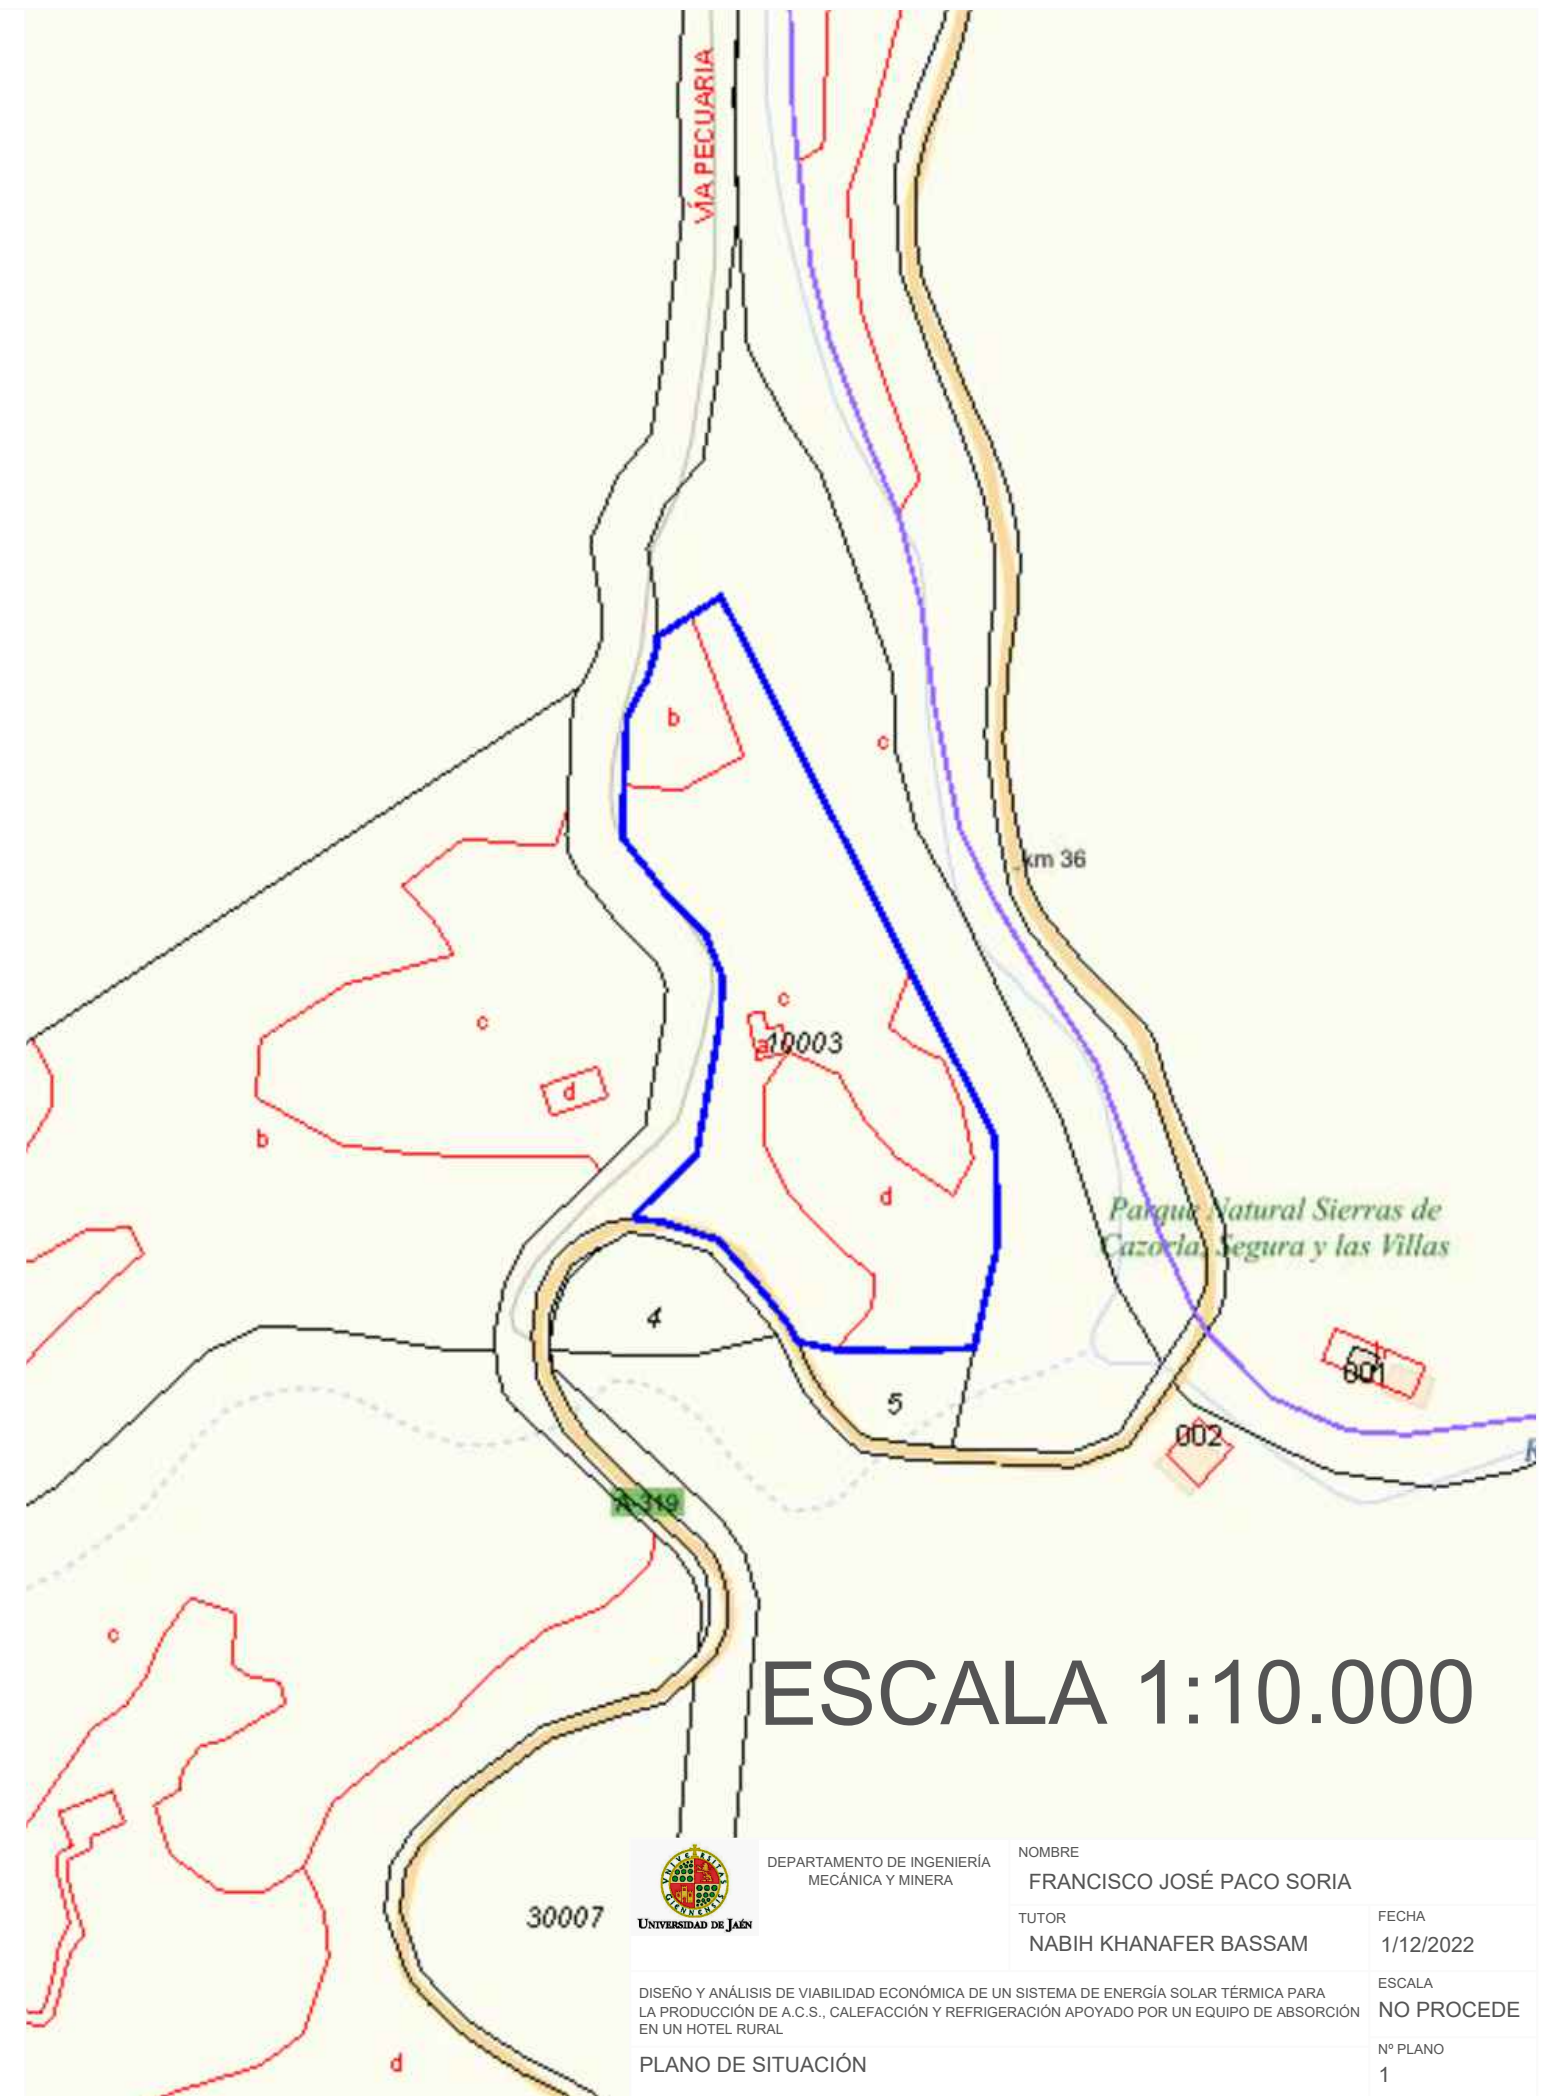 VÍA PECUARIA
b
c
km 36
c
10003
a
c
d
b
d
Parque Natural Sierras de
Cazorla, Segura y las Villas
4
001
5
002
R
A-319
c
ESCALA 1:10.000
30007
d
UNIVERSITAS GIENNENSIS
UNIVERSIDAD DE JAÉN
DEPARTAMENTO DE INGENIERÍA
MECÁNICA Y MINERA
NOMBRE
FRANCISCO JOSÉ PACO SORIA
TUTOR
NABIH KHANAFER BASSAM
FECHA
1/12/2022
DISEÑO Y ANÁLISIS DE VIABILIDAD ECONÓMICA DE UN SISTEMA DE ENERGÍA SOLAR TÉRMICA PARA
LA PRODUCCIÓN DE A.C.S., CALEFACCIÓN Y REFRIGERACIÓN APOYADO POR UN EQUIPO DE ABSORCIÓN
EN UN HOTEL RURAL
ESCALA
NO PROCEDE
PLANO DE SITUACIÓN
Nº PLANO
1